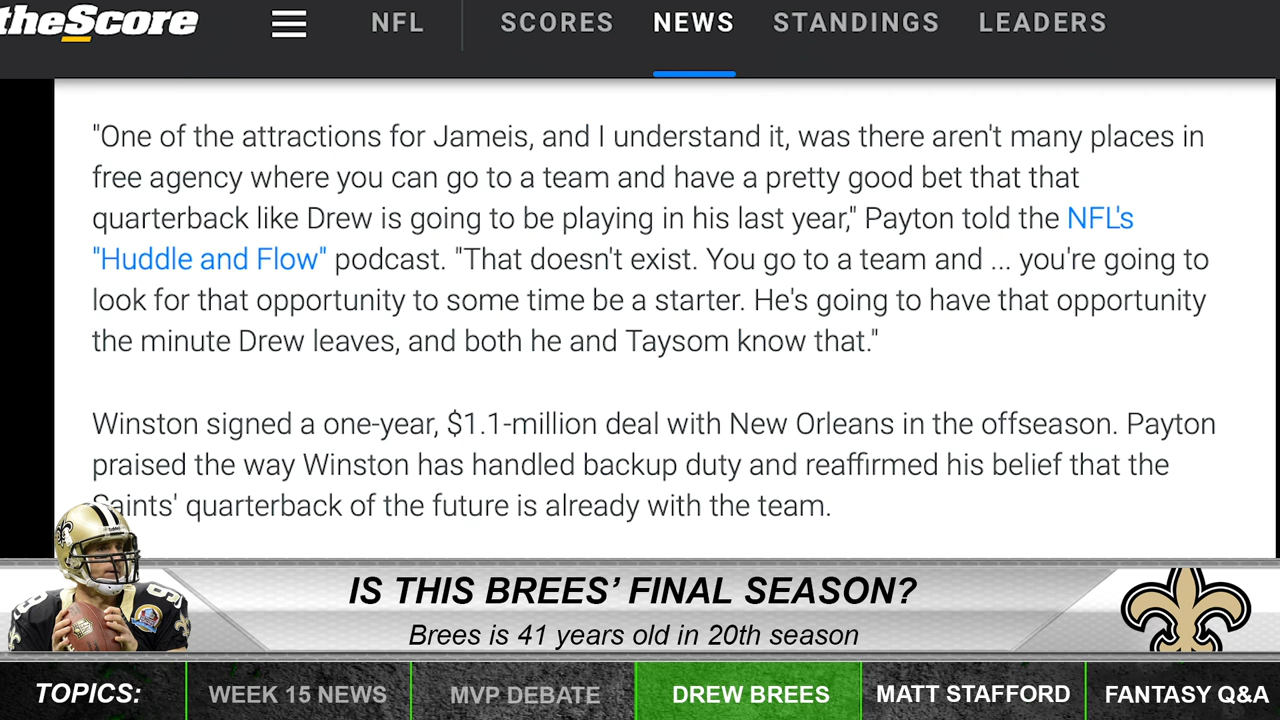 theScore
NFL
SCORES
NEWS
STANDINGS
LEADERS
"One of the attractions for Jameis, and I understand it, was there aren't many places in
free agency where you can go to a team and have a pretty good bet that that
quarterback like Drew is going to be playing in his last year," Payton told the NFL's
"Huddle and Flow" podcast. "That doesn't exist. You go to a team and ... you're going to
look for that opportunity to some time be a starter. He's going to have that opportunity
the minute Drew leaves, and both he and Taysom know that."
Winston signed a one-year, $1.1-million deal with New Orleans in the offseason. Payton
praised the way Winston has handled backup duty and reaffirmed his belief that the
Saints' quarterback of the future is already with the team.
IS THIS BREES’ FINAL SEASON?
Brees is 41 years old in 20th season
TOPICS:
WEEK 15 NEWS
MVP DEBATE
DREW BREES
MATT STAFFORD
FANTASY Q&A